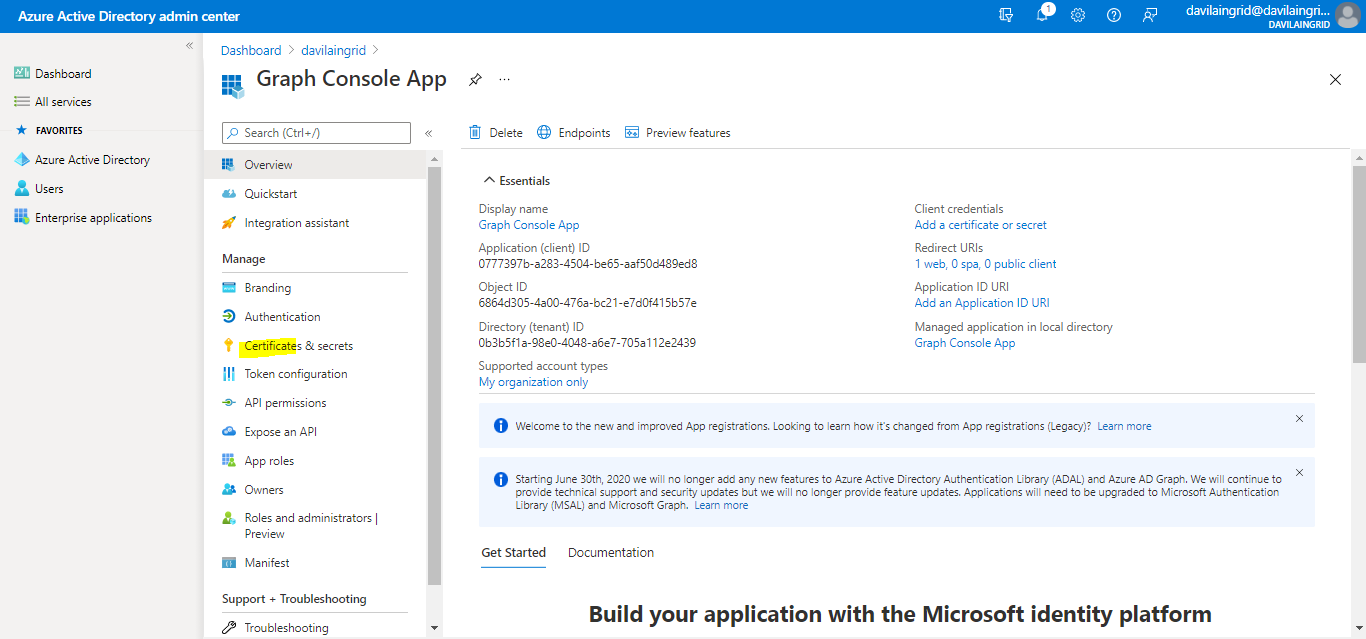 Azure Active Directory admin center
1
davilaingrid@davilaingri...
DAVILAINGRID
Dashboard
All services
FAVORITES
Azure Active Directory
Users
Enterprise applications
Dashboard > davilaingrid >
Graph Console App
Search (Ctrl+/)
Overview
Quickstart
Integration assistant
Manage
Branding
Authentication
Certificates & secrets
Token configuration
API permissions
Expose an API
App roles
Owners
Roles and administrators |
Preview
Manifest
Support + Troubleshooting
Troubleshooting
Delete
Endpoints
Preview features
Essentials
Display name
Graph Console App
Application (client) ID
0777397b-a283-4504-be65-aaf50d489ed8
Object ID
6864d305-4a00-476a-bc21-e7d0f415b57e
Directory (tenant) ID
0b3b5f1a-98e0-4048-a6e7-705a112e2439
Supported account types
My organization only
Client credentials
Add a certificate or secret
Redirect URIs
1 web, 0 spa, 0 public client
Application ID URI
Add an Application ID URI
Managed application in local directory
Graph Console App
Welcome to the new and improved App registrations. Looking to learn how it's changed from App registrations (Legacy)? Learn more
Starting June 30th, 2020 we will no longer add any new features to Azure Active Directory Authentication Library (ADAL) and Azure AD Graph. We will continue to
provide technical support and security updates but we will no longer provide feature updates. Applications will need to be upgraded to Microsoft Authentication
Library (MSAL) and Microsoft Graph. Learn more
Get Started
Documentation
Build your application with the Microsoft identity platform